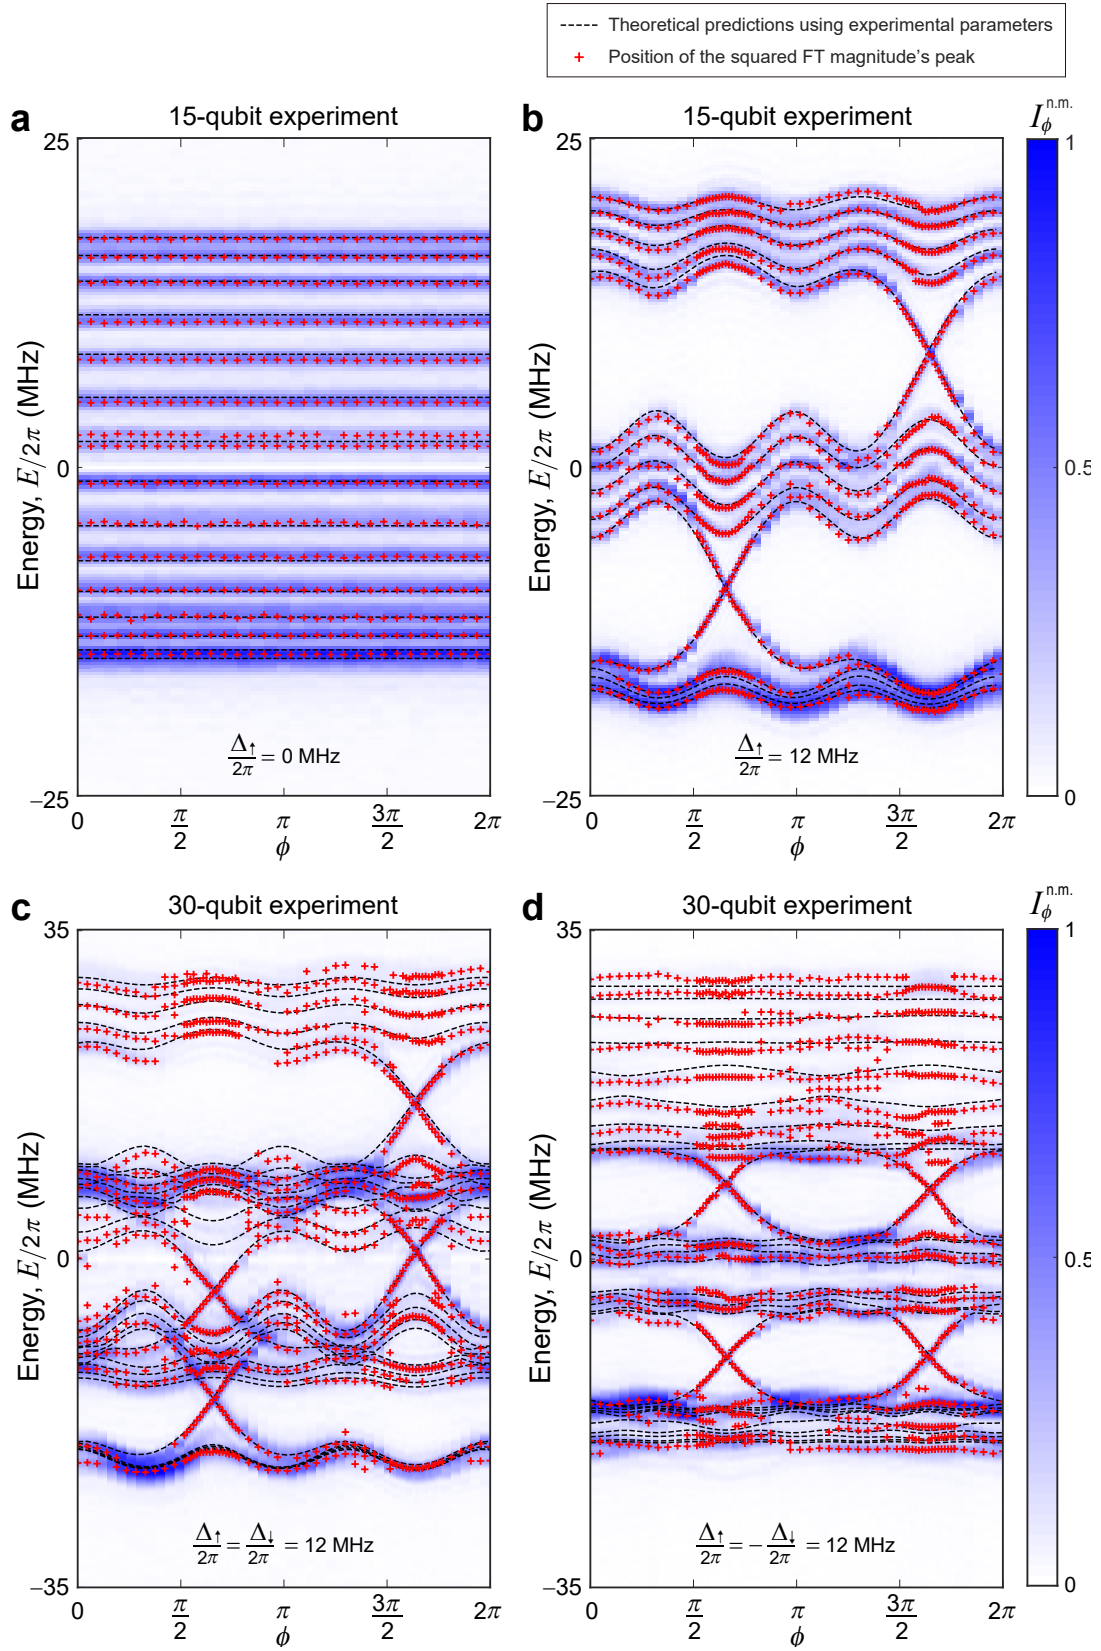 Theoretical predictions using experimental parameters
Position of the squared FT magnitude's peak
a 15-qubit experiment
25
0
−25
Energy, E/2π (MHz)
Δ↑/2π = 0 MHz
0 π/2 π 3π/2 2π
ϕ
b 15-qubit experiment
25
0
−25
Energy, E/2π (MHz)
Δ↑/2π = 12 MHz
0 π/2 π 3π/2 2π
ϕ
I_ϕ^n.m.
1
0.5
0
c 30-qubit experiment
35
0
−35
Energy, E/2π (MHz)
Δ↑/2π = Δ↓/2π = 12 MHz
0 π/2 π 3π/2 2π
ϕ
d 30-qubit experiment
35
0
−35
Energy, E/2π (MHz)
Δ↑/2π = − Δ↓/2π = 12 MHz
0 π/2 π 3π/2 2π
ϕ
I_ϕ^n.m.
1
0.5
0